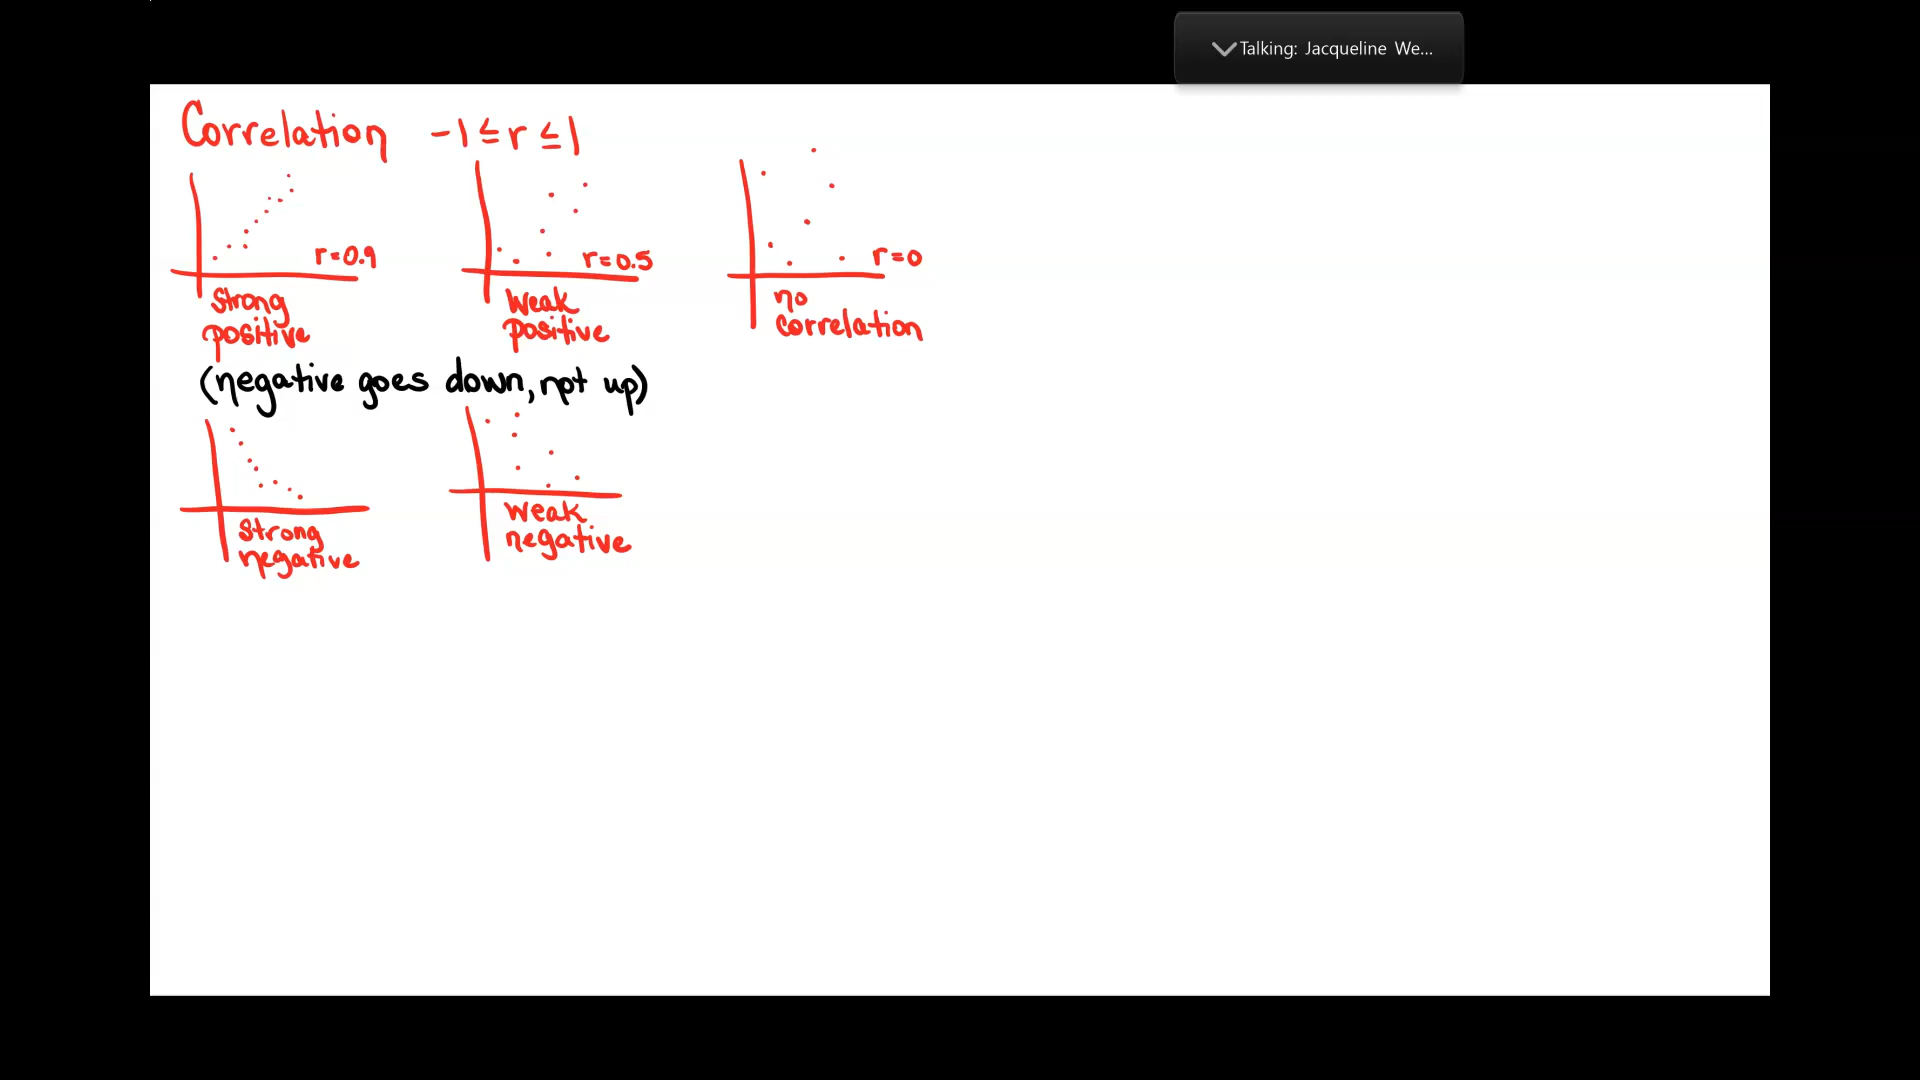 Talking: Jacqueline We...
Correlation -1 ≤ r ≤ 1
r=0.9
r=0.5
r=0
Strong
positive
Weak
positive
no
correlation
(negative goes down, not up)
Strong
negative
Weak
negative